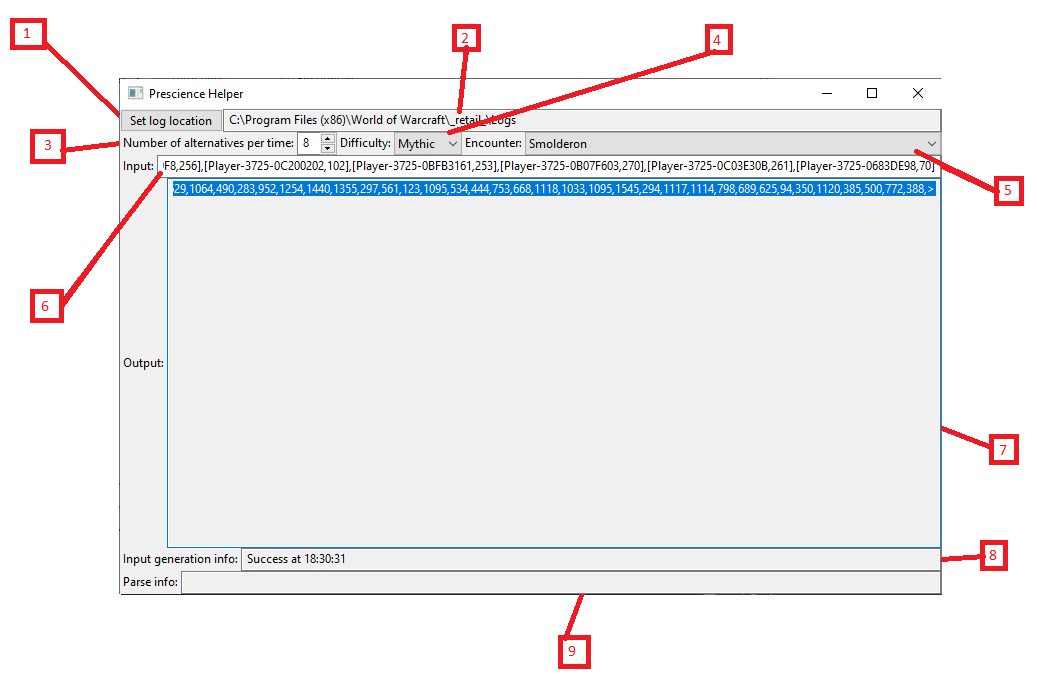 1
2
4
Prescience Helper
Set log location C:\Program Files (x86)\World of Warcraft\_retail_\Logs
3
Number of alternatives per time: 8 Difficulty: Mythic Encounter: Smolderon
Input: F8,256],[Player-3725-0C200202,102],[Player-3725-0BFB3161,253],[Player-3725-0B07F603,270],[Player-3725-0C03E30B,261],[Player-3725-0683DE98,70]
5
29,1064,490,283,952,1254,1440,1355,297,561,123,1095,534,444,753,668,1118,1033,1095,1545,294,1117,1114,798,689,625,94,350,1120,385,500,772,388,>
6
Output:
7
Input generation info: Success at 18:30:31
8
Parse info:
9